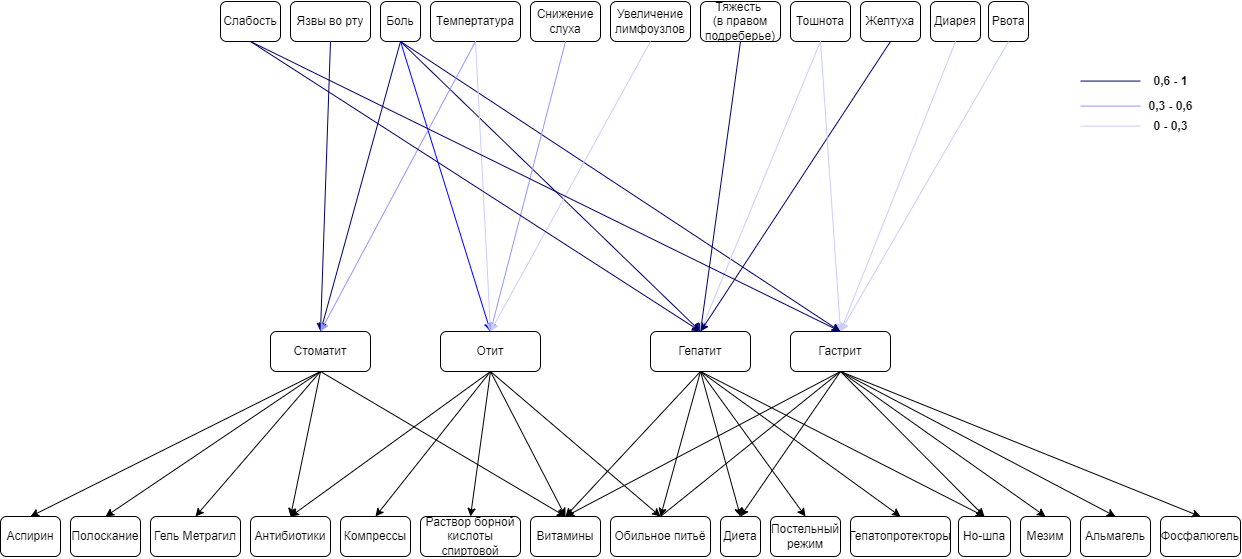 Слабость
Язвы во рту
Боль
Темпертатура
Снижение
слуха
Увеличение
лимфоузлов
Тяжесть
(в правом
подреберье)
Тошнота
Желтуха
Диарея
Рвота
0,6 - 1
0,3 - 0,6
0 - 0,3
Стоматит
Отит
Гепатит
Гастрит
Аспирин
Полоскание
Гель Метрагил
Антибиотики
Компрессы
Раствор борной
кислоты
спиртовой
Витамины
Обильное питьё
Диета
Постельный
режим
Гепатопротекторы
Но-шпа
Мезим
Альмагель
Фосфалюгель